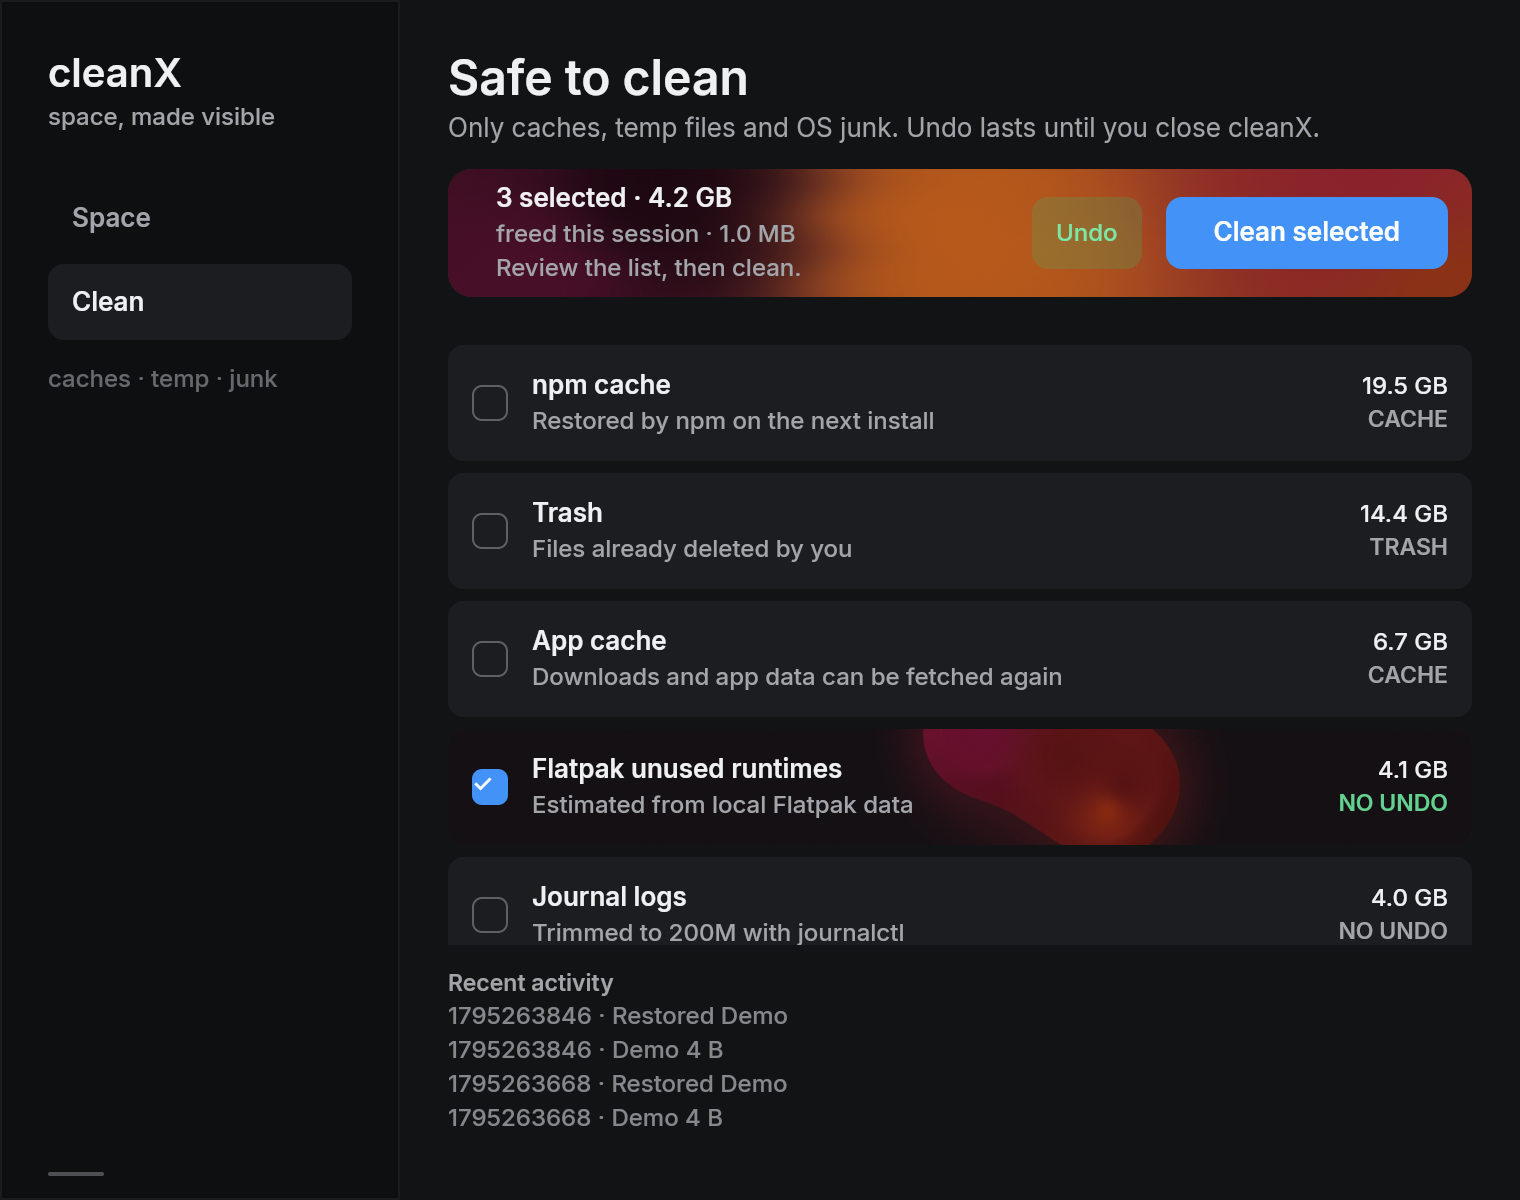 cleanX
space, made visible
Space
Clean
caches · temp · junk
Safe to clean
Only caches, temp files and OS junk. Undo lasts until you close cleanX.
3 selected · 4.2 GB
freed this session · 1.0 MB
Review the list, then clean.
Undo
Clean selected
npm cache
Restored by npm on the next install
19.5 GB
CACHE
Trash
Files already deleted by you
14.4 GB
TRASH
App cache
Downloads and app data can be fetched again
6.7 GB
CACHE
Flatpak unused runtimes
Estimated from local Flatpak data
4.1 GB
NO UNDO
Journal logs
Trimmed to 200M with journalctl
4.0 GB
NO UNDO
Recent activity
1795263846 · Restored Demo
1795263846 · Demo 4 B
1795263668 · Restored Demo
1795263668 · Demo 4 B